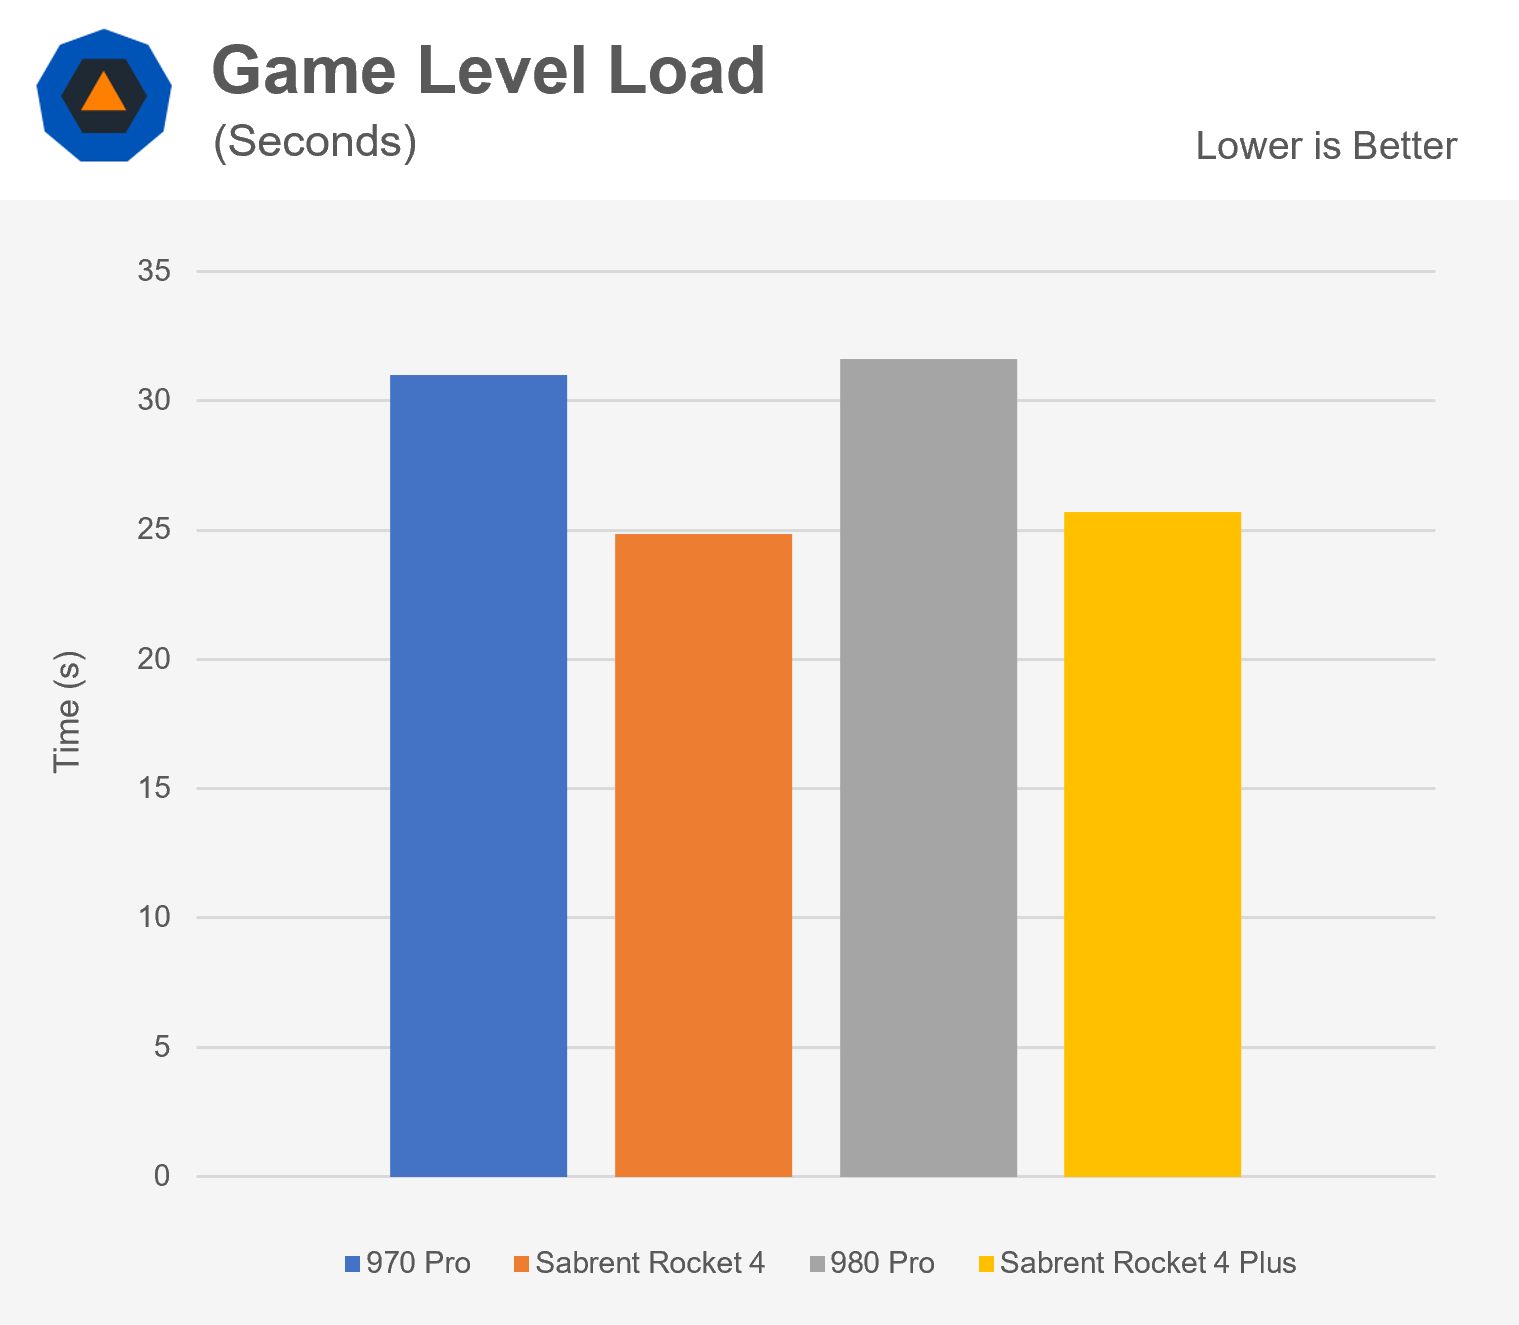 Game Level Load
(Seconds)
Lower is Better
35
30
25
20
15
10
5
0
Time (s)
970 Pro
Sabrent Rocket 4
980 Pro
Sabrent Rocket 4 Plus